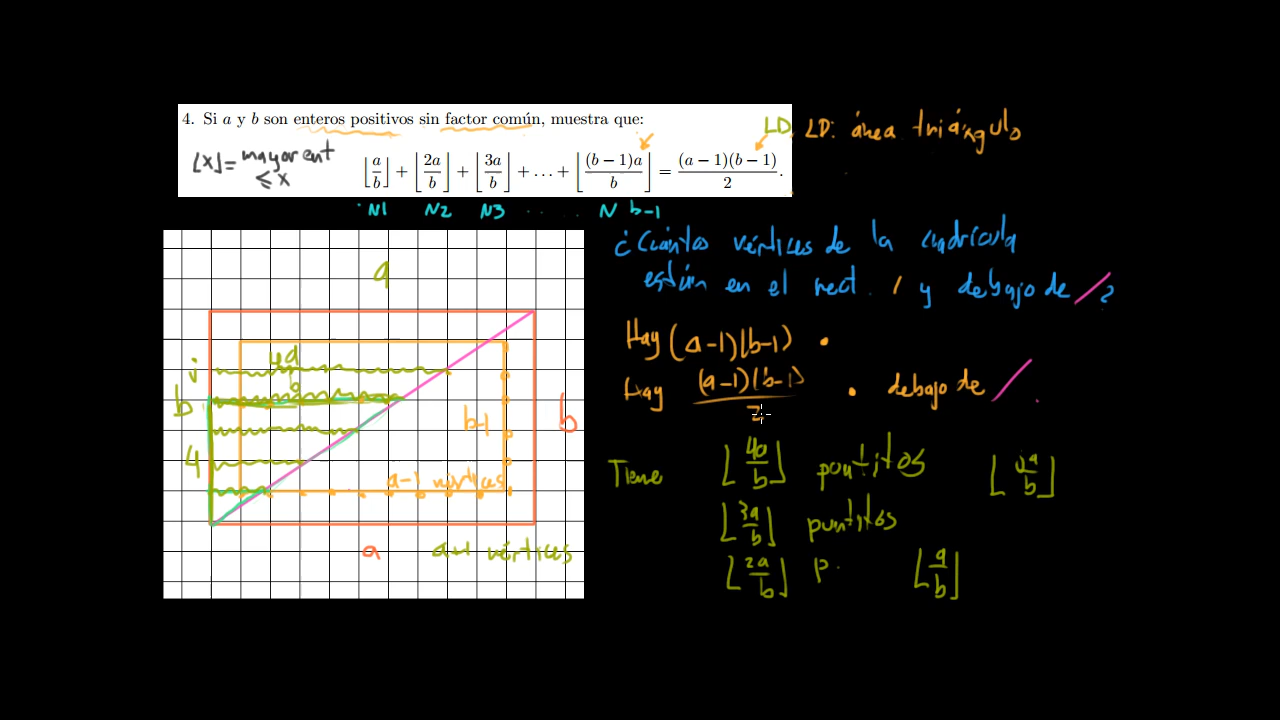 4. Si a y b son enteros positivos sin factor común, muestra que:
⌊a/b⌋ + ⌊2a/b⌋ + ⌊3a/b⌋ + … + ⌊(b − 1)a/b⌋ = (a − 1)(b − 1)/2.
⌊x⌋ = mayor ent
≤ x
LD
LD: área triángulo
N1 N2 N3 . . . . N b-1
¿Cuántos vértices de la cuadrícula
están en el rect. / y debajo de / ?
Hay (a-1)(b-1) •
Hay (a-1)(b-1)/2 • debajo de / .
Tiene ⌊4a/b⌋ puntitos
⌊ja/b⌋
⌊3a/b⌋ puntitos
⌊2a/b⌋ p.
⌊a/b⌋
a
j
4a/b
b
4
b-1
b
a-1 vértices
a
a-1 vértices